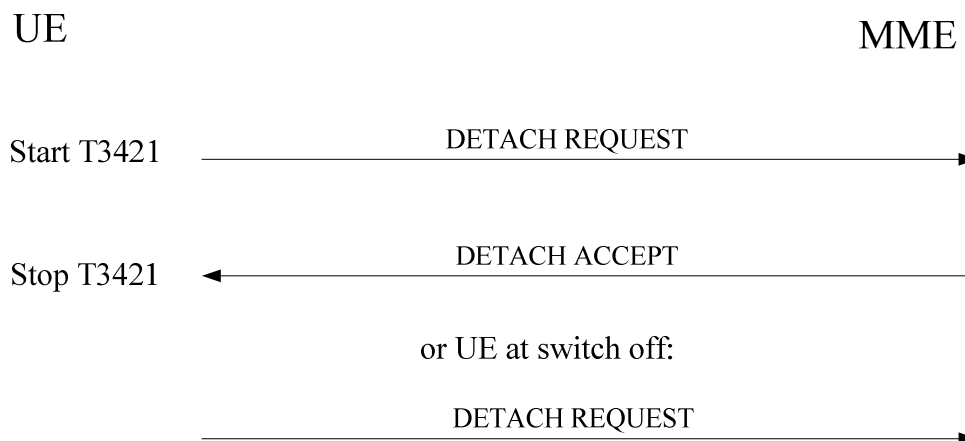 UE
MME
Start T3421
DETACH REQUEST
Stop T3421
DETACH ACCEPT
or UE at switch off:
DETACH REQUEST